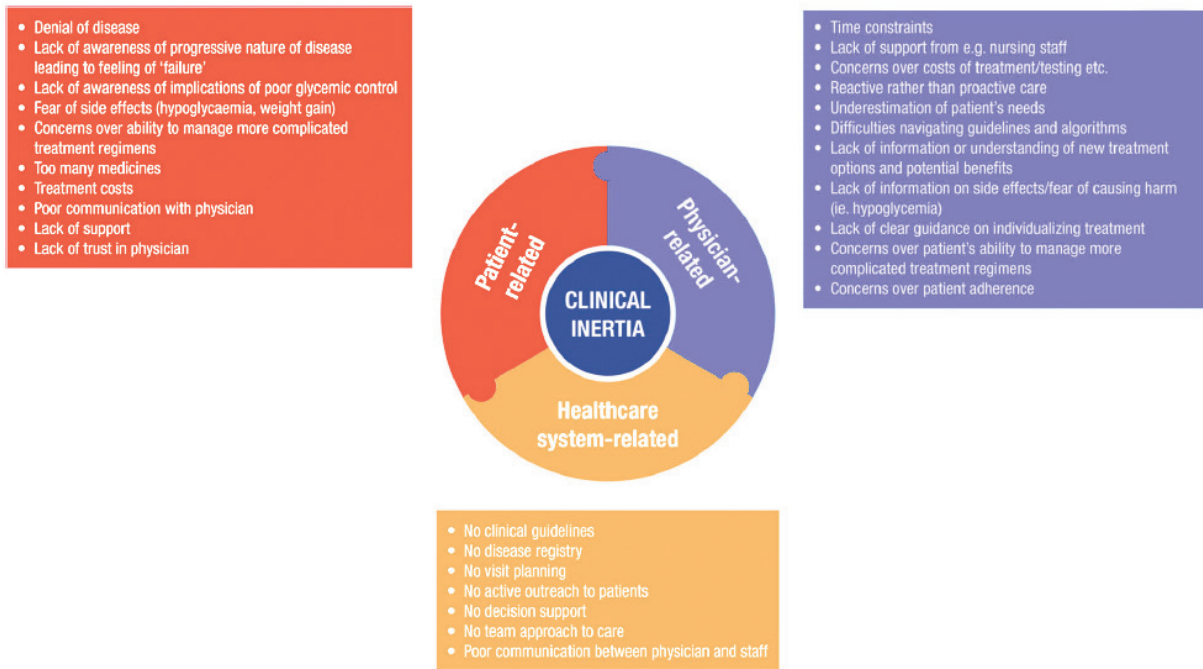 • Denial of disease
• Lack of awareness of progressive nature of disease
leading to feeling of ‘failure’
• Lack of awareness of implications of poor glycemic control
• Fear of side effects (hypoglycaemia, weight gain)
• Concerns over ability to manage more complicated
treatment regimens
• Too many medicines
• Treatment costs
• Poor communication with physician
• Lack of support
• Lack of trust in physician
• Time constraints
• Lack of support from e.g. nursing staff
• Concerns over costs of treatment/testing etc.
• Reactive rather than proactive care
• Underestimation of patient’s needs
• Difficulties navigating guidelines and algorithms
• Lack of information or understanding of new treatment
options and potential benefits
• Lack of information on side effects/fear of causing harm
(ie. hypoglycemia)
• Lack of clear guidance on individualizing treatment
• Concerns over patient’s ability to manage more
complicated treatment regimens
• Concerns over patient adherence
Patient-
related
Physician-
related
CLINICAL
INERTIA
Healthcare
system-related
• No clinical guidelines
• No disease registry
• No visit planning
• No active outreach to patients
• No decision support
• No team approach to care
• Poor communication between physician and staff